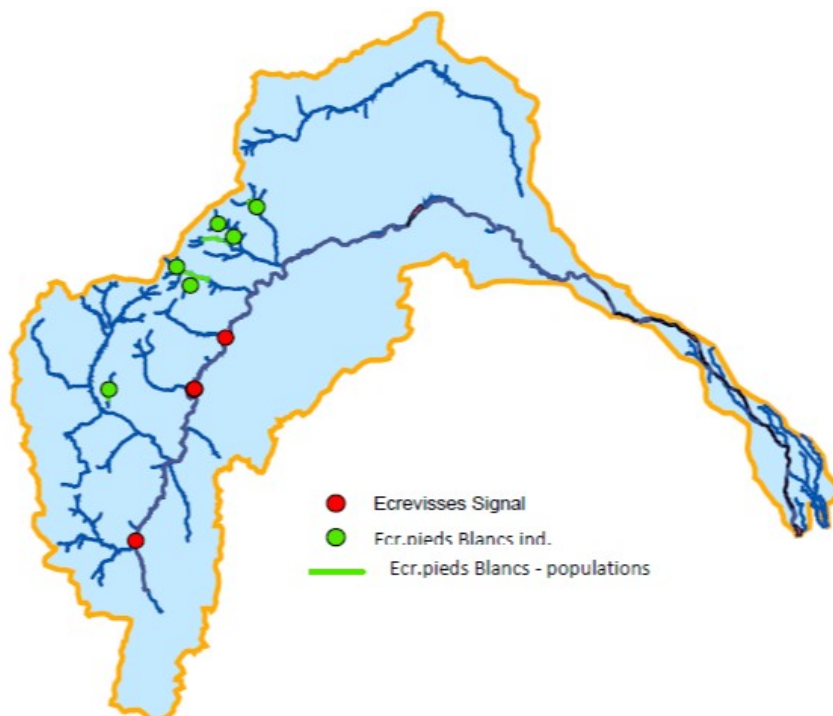 Ecrevisses Signal
Ecr.pieds Blancs ind.
Ecr.pieds Blancs - populations